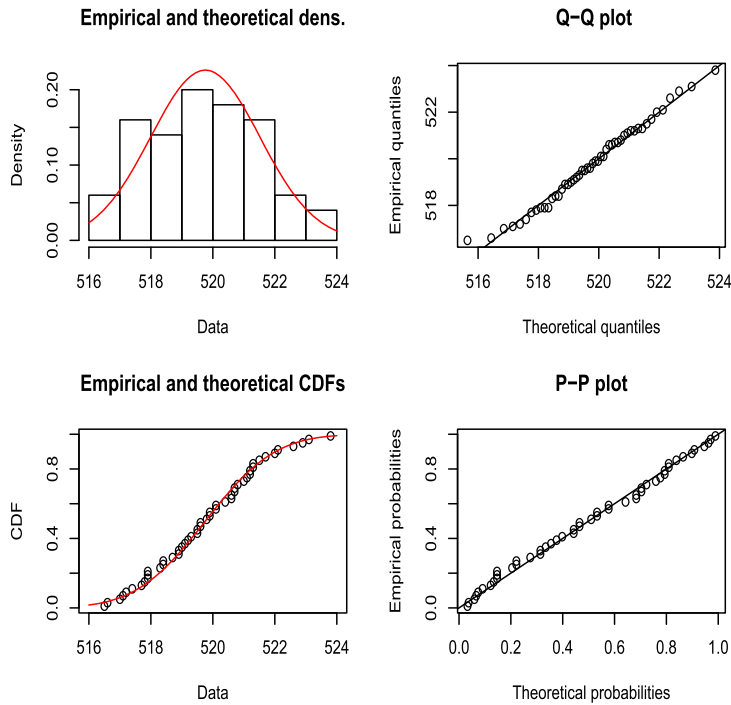 Empirical and theoretical dens.
Density
0.00 0.10 0.20
516 518 520 522 524
Data
Q−Q plot
Empirical quantiles
518 522
516 518 520 522 524
Theoretical quantiles
Empirical and theoretical CDFs
CDF
0.0 0.4 0.8
516 518 520 522 524
Data
P−P plot
Empirical probabilities
0.0 0.4 0.8
0.0 0.2 0.4 0.6 0.8 1.0
Theoretical probabilities